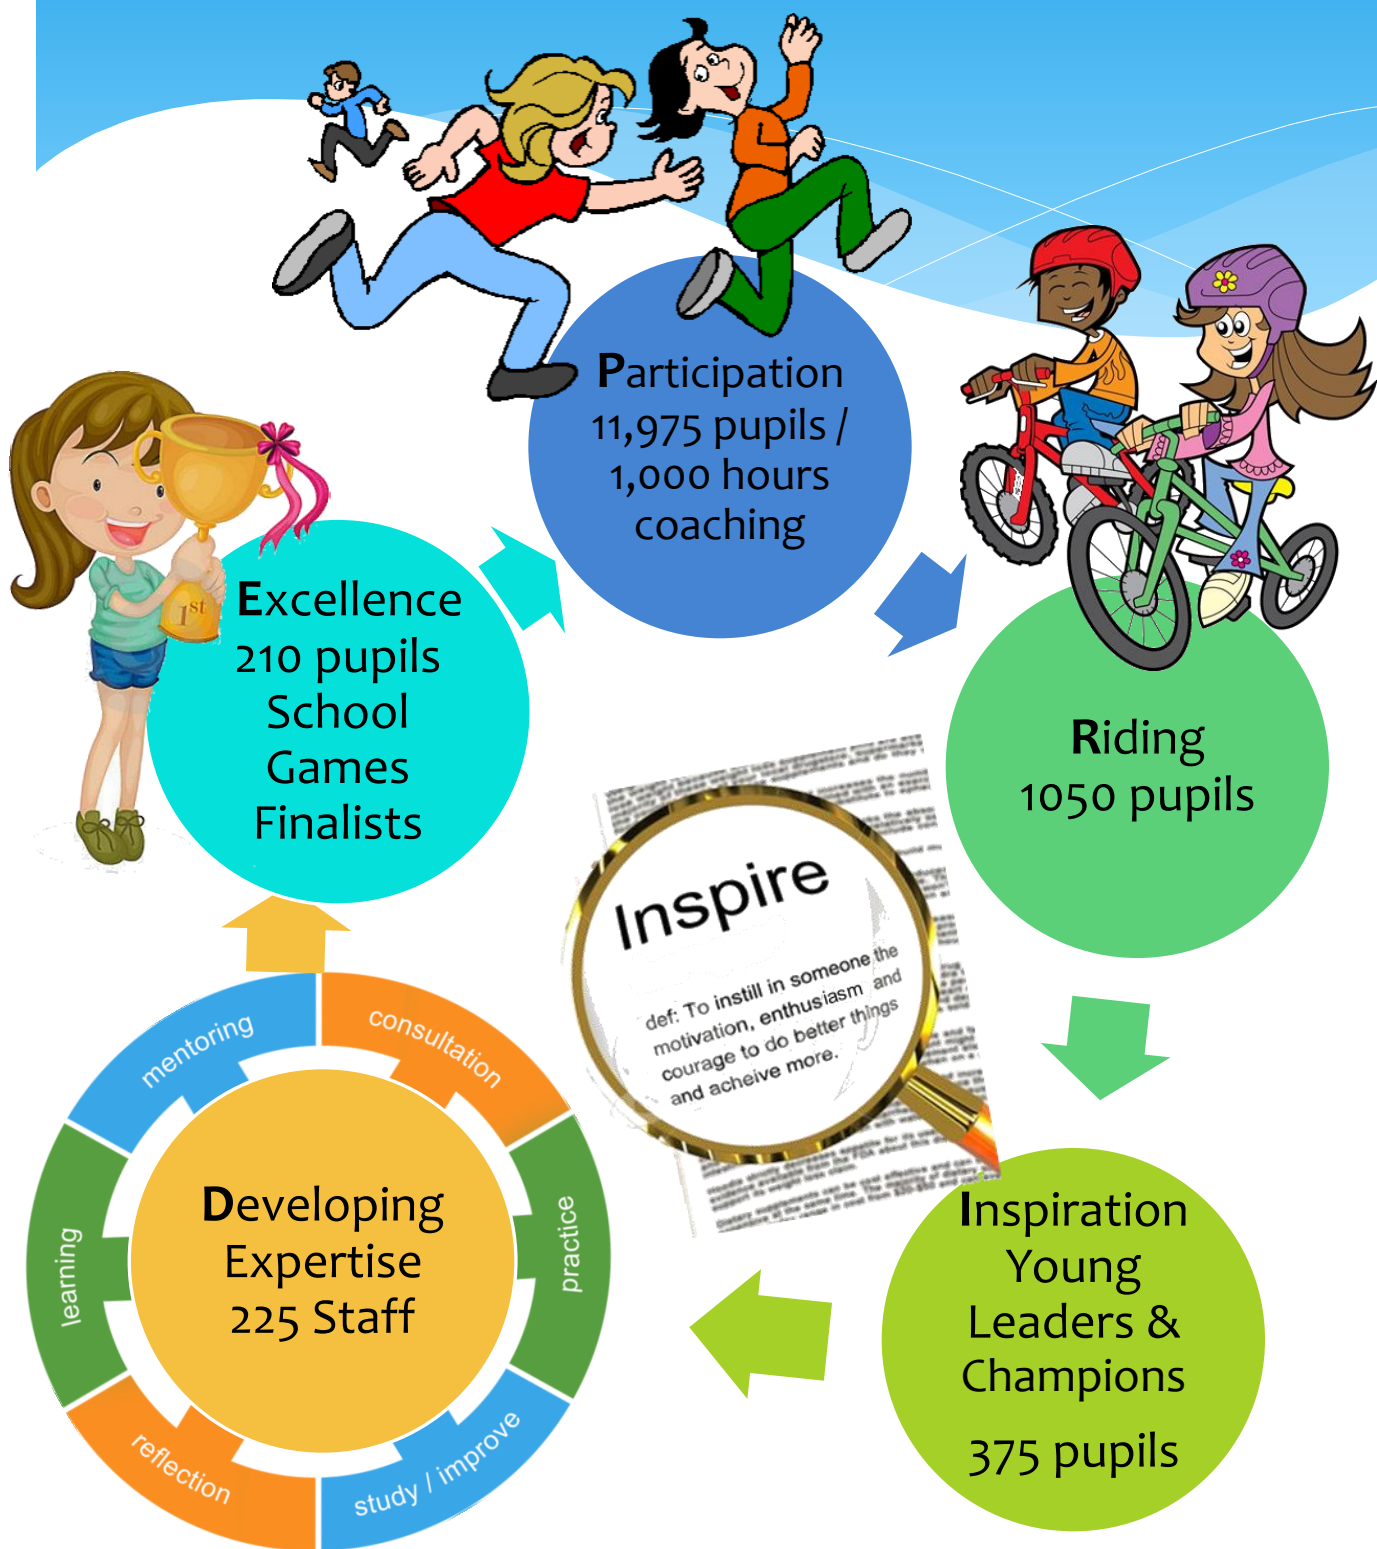 Participation
11,975 pupils /
1,000 hours
coaching
Riding
1050 pupils
Inspiration
Young
Leaders &
Champions
375 pupils
Developing
Expertise
225 Staff
mentoring
consultation
practice
study / improve
reflection
learning
Excellence
210 pupils
School
Games
Finalists
1st
Inspire
def: To instill in someone the
motivation, enthusiasm and
courage to do better things
and acheive more.